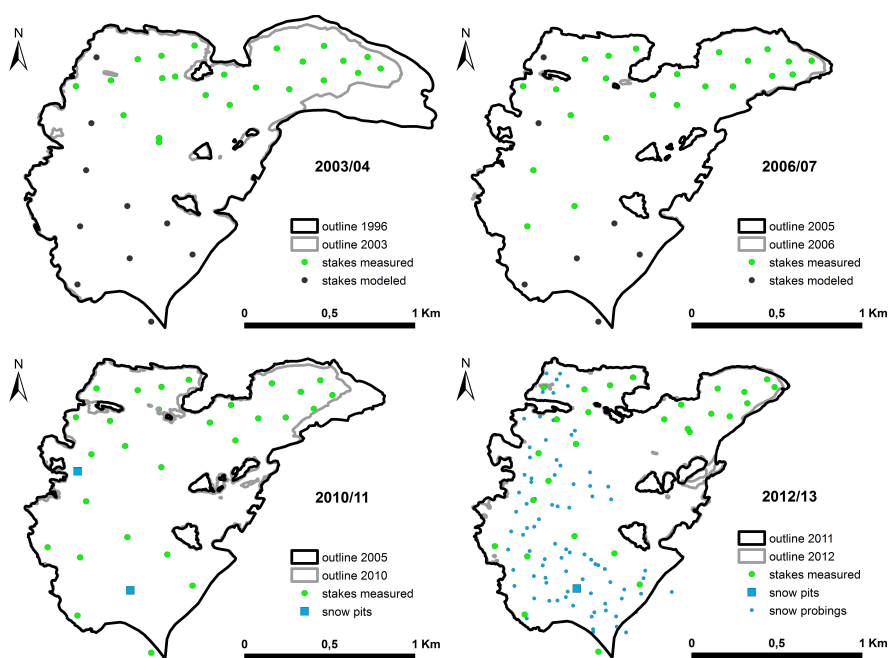 N
2003/04
outline 1996
outline 2003
stakes measured
stakes modeled
0 0,5 1 Km
N
2006/07
outline 2005
outline 2006
stakes measured
stakes modeled
0 0,5 1 Km
N
2010/11
outline 2005
outline 2010
stakes measured
snow pits
0 0,5 1 Km
N
2012/13
outline 2011
outline 2012
stakes measured
snow pits
snow probings
0 0,5 1 Km